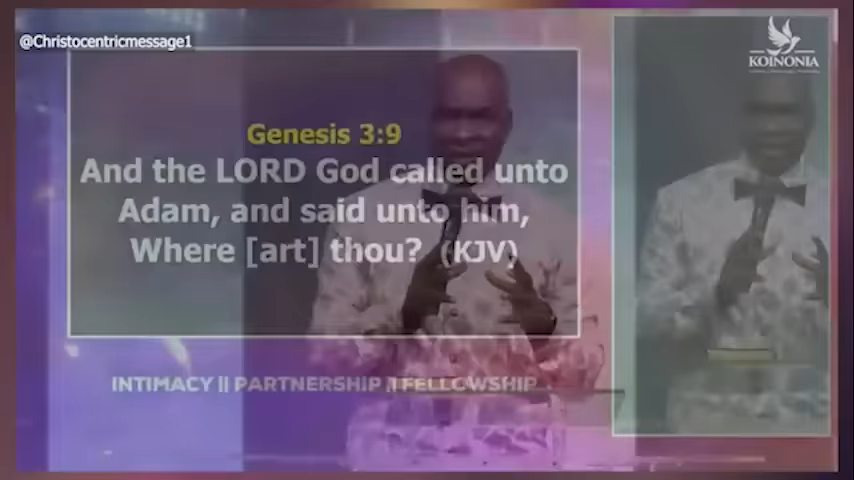 @Christocentricmessage1
KOINONIA
Genesis 3:9
And the LORD God called unto
Adam, and said unto him,
Where [art] thou? (KJV)
INTIMACY || PARTNERSHIP || FELLOWSHIP